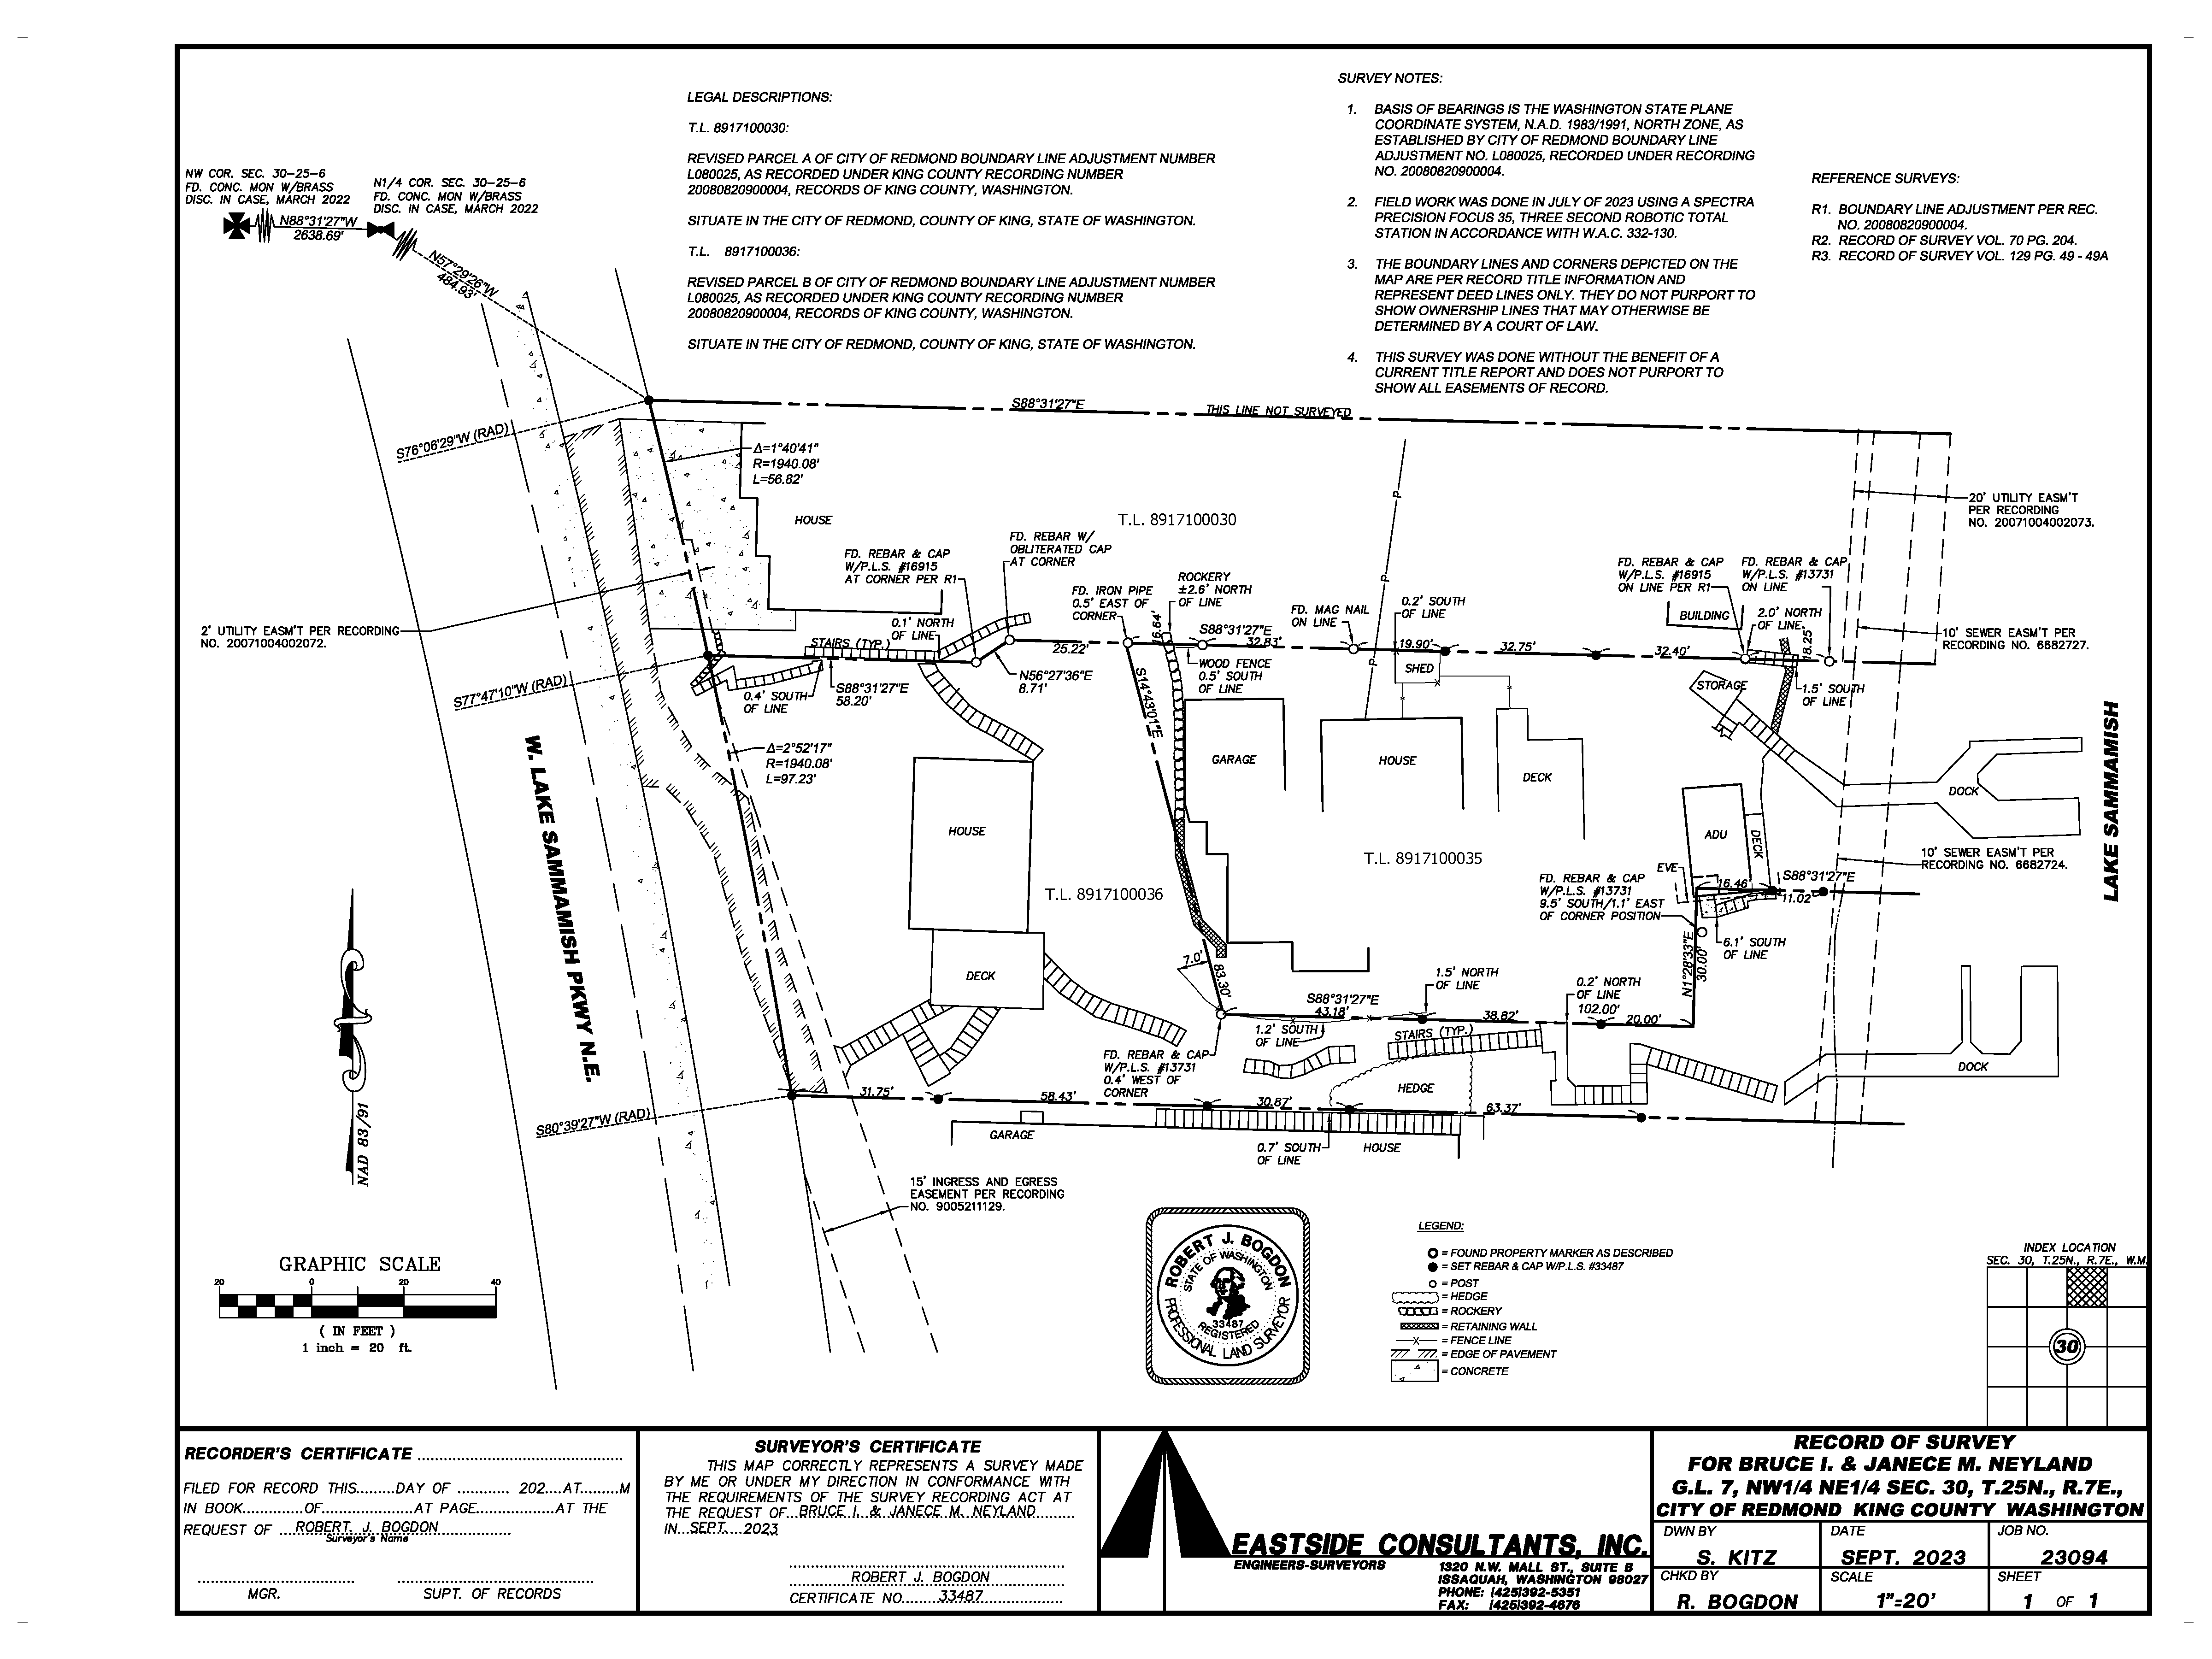 LEGAL DESCRIPTIONS:
T.L. 8917100030:
REVISED PARCEL A OF CITY OF REDMOND BOUNDARY LINE ADJUSTMENT NUMBER
L080025, AS RECORDED UNDER KING COUNTY RECORDING NUMBER
20080820900004, RECORDS OF KING COUNTY, WASHINGTON.
SITUATE IN THE CITY OF REDMOND, COUNTY OF KING, STATE OF WASHINGTON.
T.L. 8917100036:
REVISED PARCEL B OF CITY OF REDMOND BOUNDARY LINE ADJUSTMENT NUMBER
L080025, AS RECORDED UNDER KING COUNTY RECORDING NUMBER
20080820900004, RECORDS OF KING COUNTY, WASHINGTON.
SITUATE IN THE CITY OF REDMOND, COUNTY OF KING, STATE OF WASHINGTON.
SURVEY NOTES:
1. BASIS OF BEARINGS IS THE WASHINGTON STATE PLANE
COORDINATE SYSTEM, N.A.D. 1983/1991, NORTH ZONE, AS
ESTABLISHED BY CITY OF REDMOND BOUNDARY LINE
ADJUSTMENT NO. L080025, RECORDED UNDER RECORDING
NO. 20080820900004.
2. FIELD WORK WAS DONE IN JULY OF 2023 USING A SPECTRA
PRECISION FOCUS 35, THREE SECOND ROBOTIC TOTAL
STATION IN ACCORDANCE WITH W.A.C. 332-130.
3. THE BOUNDARY LINES AND CORNERS DEPICTED ON THE
MAP ARE PER RECORD TITLE INFORMATION AND
REPRESENT DEED LINES ONLY. THEY DO NOT PURPORT TO
SHOW OWNERSHIP LINES THAT MAY OTHERWISE BE
DETERMINED BY A COURT OF LAW.
4. THIS SURVEY WAS DONE WITHOUT THE BENEFIT OF A
CURRENT TITLE REPORT AND DOES NOT PURPORT TO
SHOW ALL EASEMENTS OF RECORD.
REFERENCE SURVEYS:
R1. BOUNDARY LINE ADJUSTMENT PER REC.
NO. 20080820900004.
R2. RECORD OF SURVEY VOL. 70 PG. 204.
R3. RECORD OF SURVEY VOL. 129 PG. 49 - 49A
NW COR. SEC. 30-25-6
FD. CONC. MON W/BRASS
DISC. IN CASE, MARCH 2022
N1/4 COR. SEC. 30-25-6
FD. CONC. MON W/BRASS
DISC. IN CASE, MARCH 2022
N88°31'27"W
2638.69'
N57°29'26"W
484.93'
S88°31'27"E
THIS LINE NOT SURVEYED
S76°06'29"W (RAD)
Δ=1°40'41"
R=1940.08'
L=56.82'
HOUSE
T.L. 8917100030
P
P
P
20' UTILITY EASM'T
PER RECORDING
NO. 20071004002073.
FD. REBAR & CAP
W/P.L.S. #16915
AT CORNER PER R1
FD. REBAR W/
OBLITERATED CAP
AT CORNER
FD. IRON PIPE
0.5' EAST OF
CORNER
ROCKERY
±2.6' NORTH
OF LINE
16.64'
FD. MAG NAIL
ON LINE
0.2' SOUTH
OF LINE
FD. REBAR & CAP
W/P.L.S. #16915
ON LINE PER R1
FD. REBAR & CAP
W/P.L.S. #13731
ON LINE
BUILDING
2.0' NORTH
OF LINE
18.25'
10' SEWER EASM'T PER
RECORDING NO. 6682727.
2' UTILITY EASM'T PER RECORDING
NO. 20071004002072.
0.1' NORTH
OF LINE
STAIRS (TYP.)
25.22'
S88°31'27"E
32.83'
19.90'
32.75'
32.40'
S77°47'10"W (RAD)
0.4' SOUTH
OF LINE
S88°31'27"E
58.20'
N56°27'36"E
8.71'
S14°43'01"E
WOOD FENCE
0.5' SOUTH
OF LINE
SHED
STORAGE
1.5' SOUTH
OF LINE
Δ=2°52'17"
R=1940.08'
L=97.23'
GARAGE
HOUSE
DECK
DOCK
HOUSE
ADU
DECK
T.L. 8917100035
10' SEWER EASM'T PER
RECORDING NO. 6682724.
W. LAKE SAMMAMISH PKWY N.E.
LAKE SAMMAMISH
T.L. 8917100036
EVE
FD. REBAR & CAP
W/P.L.S. #13731
9.5' SOUTH/1.1' EAST
OF CORNER POSITION
16.46'
S88°31'27"E
11.02'
6.1' SOUTH
OF LINE
N1°28'33"E
30.00'
DECK
7.0'
83.30'
1.5' NORTH
OF LINE
0.2' NORTH
OF LINE
S88°31'27"E
43.18'
38.82'
102.00'
20.00'
1.2' SOUTH
OF LINE
STAIRS (TYP.)
FD. REBAR & CAP
W/P.L.S. #13731
0.4' WEST OF
CORNER
HEDGE
DOCK
NAD 83/91
S80°39'27"W (RAD)
31.75'
58.43'
30.87'
63.37'
GARAGE
0.7' SOUTH
OF LINE
HOUSE
15' INGRESS AND EGRESS
EASEMENT PER RECORDING
NO. 9005211129.
GRAPHIC SCALE
20 0 20 40
( IN FEET )
1 inch = 20 ft.
ROBERT J. BOGDON
STATE OF WASHINGTON
33487
REGISTERED
PROFESSIONAL LAND SURVEYOR
LEGEND:
= FOUND PROPERTY MARKER AS DESCRIBED
= SET REBAR & CAP W/P.L.S. #33487
= POST
= HEDGE
= ROCKERY
= RETAINING WALL
= FENCE LINE
= EDGE OF PAVEMENT
= CONCRETE
INDEX LOCATION
SEC. 30, T.25N., R.7E., W.M.
30
RECORDER'S CERTIFICATE ................
FILED FOR RECORD THIS.........DAY OF ............ 202....AT.........M
IN BOOK..............OF.....................AT PAGE...................AT THE
REQUEST OF ....ROBERT. J. BOGDON.................
Surveyor's Name
MGR.
SUPT. OF RECORDS
SURVEYOR'S CERTIFICATE
THIS MAP CORRECTLY REPRESENTS A SURVEY MADE
BY ME OR UNDER MY DIRECTION IN CONFORMANCE WITH
THE REQUIREMENTS OF THE SURVEY RECORDING ACT AT
THE REQUEST OF...BRUCE I. & JANECE M. NEYLAND.........
IN...SEPT....2023
ROBERT J. BOGDON
CERTIFICATE NO.........33487...................
EASTSIDE CONSULTANTS, INC.
ENGINEERS-SURVEYORS
1320 N.W. MALL ST., SUITE B
ISSAQUAH, WASHINGTON 98027
PHONE: (425)392-5351
FAX: (425)392-4676
RECORD OF SURVEY
FOR BRUCE I. & JANECE M. NEYLAND
G.L. 7, NW1/4 NE1/4 SEC. 30, T.25N., R.7E.,
CITY OF REDMOND KING COUNTY WASHINGTON
DWN BY
S. KITZ
DATE
SEPT. 2023
JOB NO.
23094
CHKD BY
R. BOGDON
SCALE
1"=20'
SHEET
1 OF 1